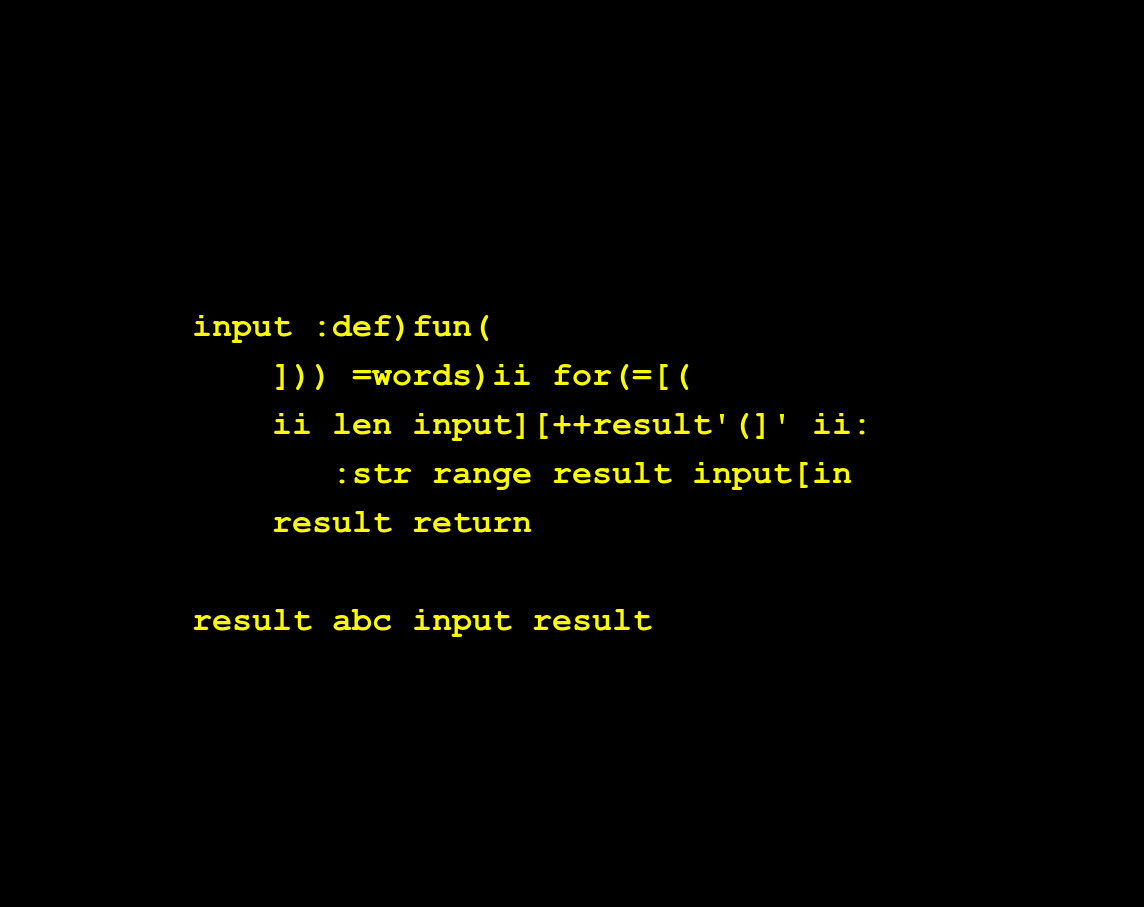 input :def)fun(
])) =words)ii for(=[(
ii len input][++result'(]' ii:
:str range result input[in
result return
result abc input result